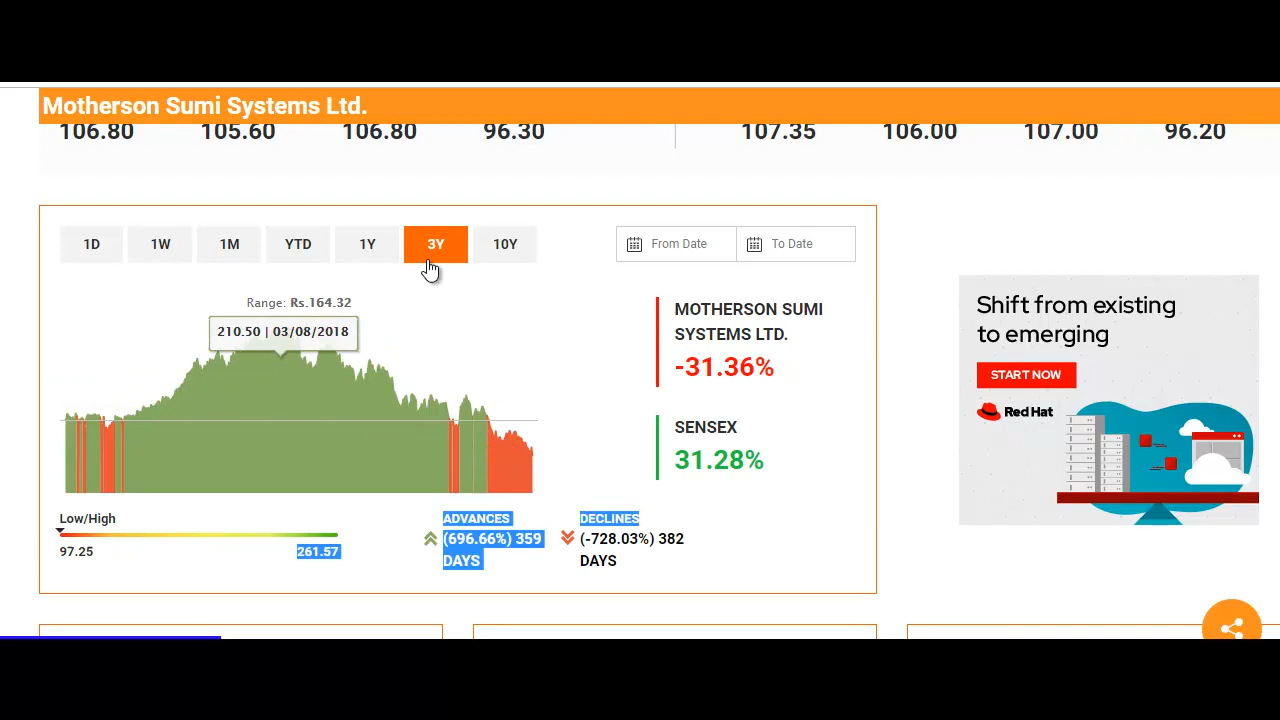 Motherson Sumi Systems Ltd.
106.80 105.60 106.80 96.30 107.35 106.00 107.00 96.20
1D 1W 1M YTD 1Y 3Y 10Y
From Date To Date
Range: Rs.164.32
210.50 | 03/08/2018
MOTHERSON SUMI
SYSTEMS LTD.
-31.36%
SENSEX
31.28%
Low/High
97.25 261.57
ADVANCES
(696.66%) 359
DAYS
DECLINES
(-728.03%) 382
DAYS
Shift from existing
to emerging
START NOW
Red Hat